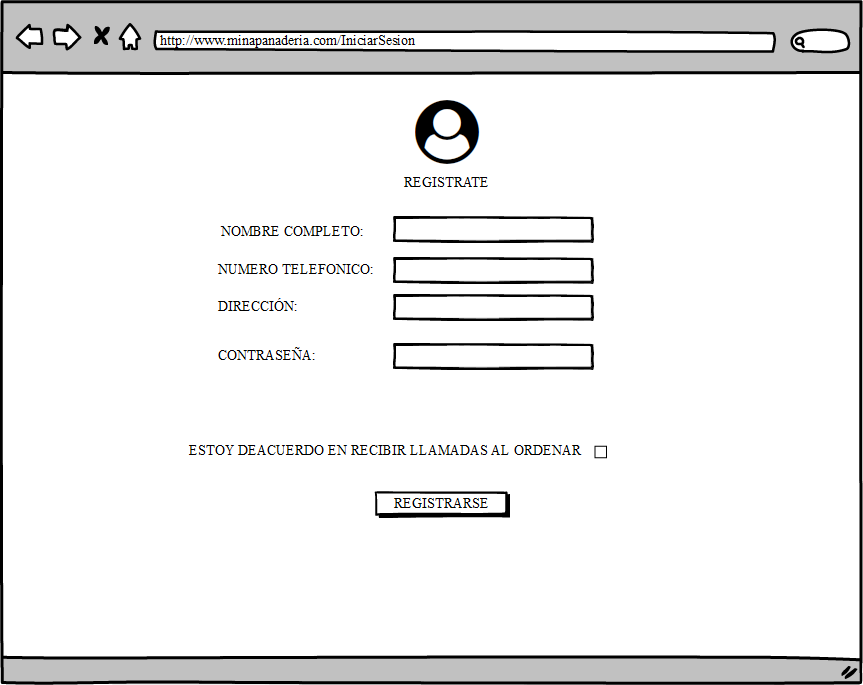 http://www.minapanaderia.com/IniciarSesion
REGISTRATE
NOMBRE COMPLETO:
NUMERO TELEFONICO:
DIRECCIÓN:
CONTRASEÑA:
ESTOY DEACUERDO EN RECIBIR LLAMADAS AL ORDENAR
REGISTRARSE